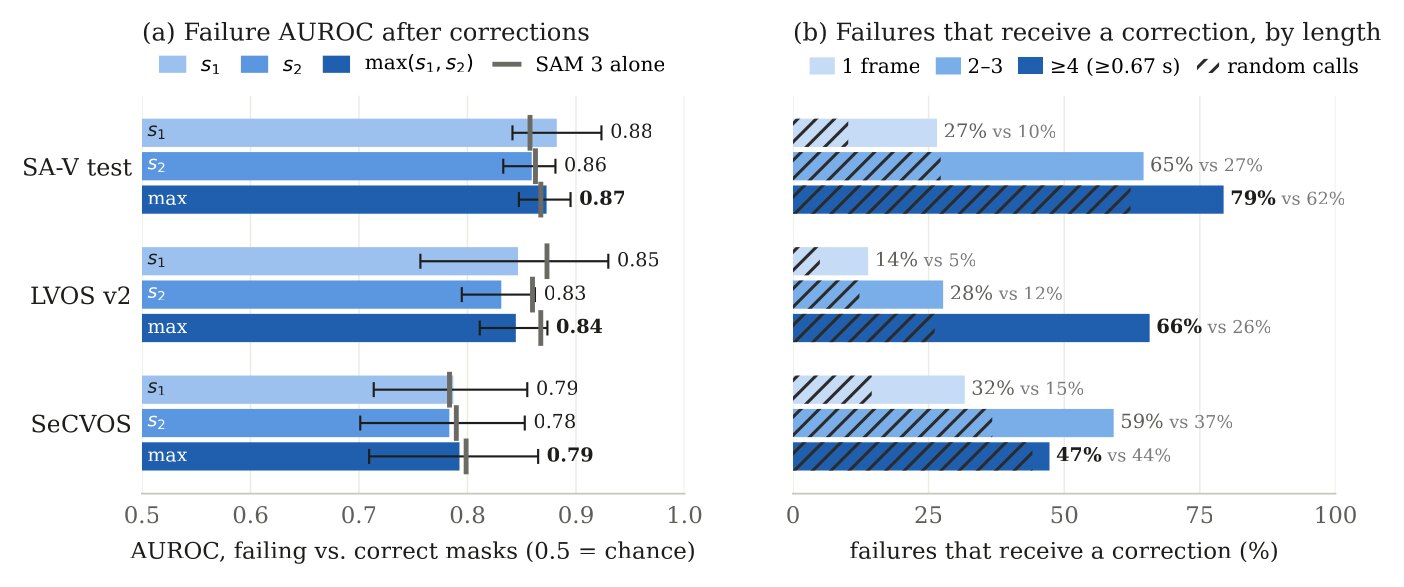 (a) Failure AUROC after corrections
s₁ s₂ max(s₁, s₂) SAM 3 alone
SA-V test
s₁ 0.88
s₂ 0.86
max 0.87
LVOS v2
s₁ 0.85
s₂ 0.83
max 0.84
SeCVOS
s₁ 0.79
s₂ 0.78
max 0.79
0.5 0.6 0.7 0.8 0.9 1.0
AUROC, failing vs. correct masks (0.5 = chance)
(b) Failures that receive a correction, by length
1 frame 2–3 ≥4 (≥0.67 s) random calls
27% vs 10%
65% vs 27%
79% vs 62%
14% vs 5%
28% vs 12%
66% vs 26%
32% vs 15%
59% vs 37%
47% vs 44%
0 25 50 75 100
failures that receive a correction (%)